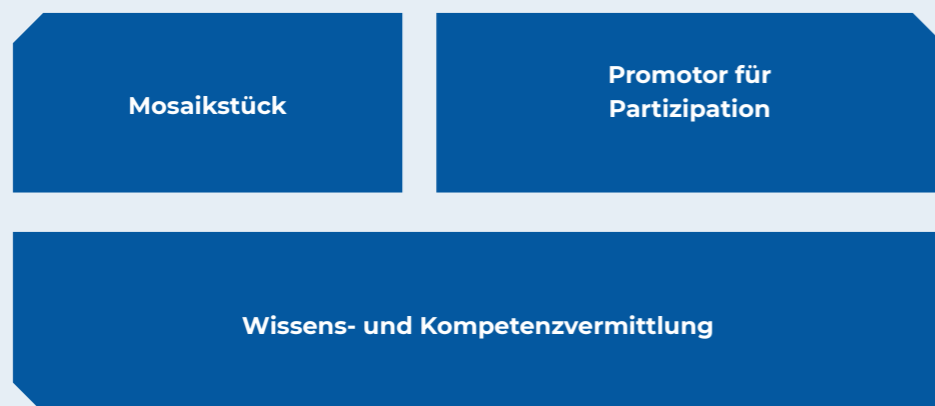 Mosaikstück
Promotor für
Partizipation
Wissens- und Kompetenzvermittlung